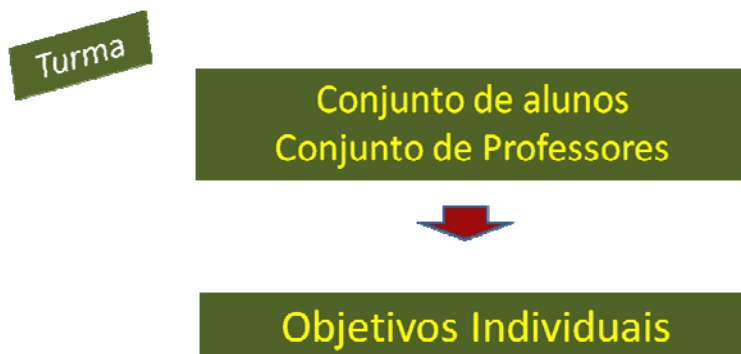 Turma
Conjunto de alunos
Conjunto de Professores
Objetivos Individuais